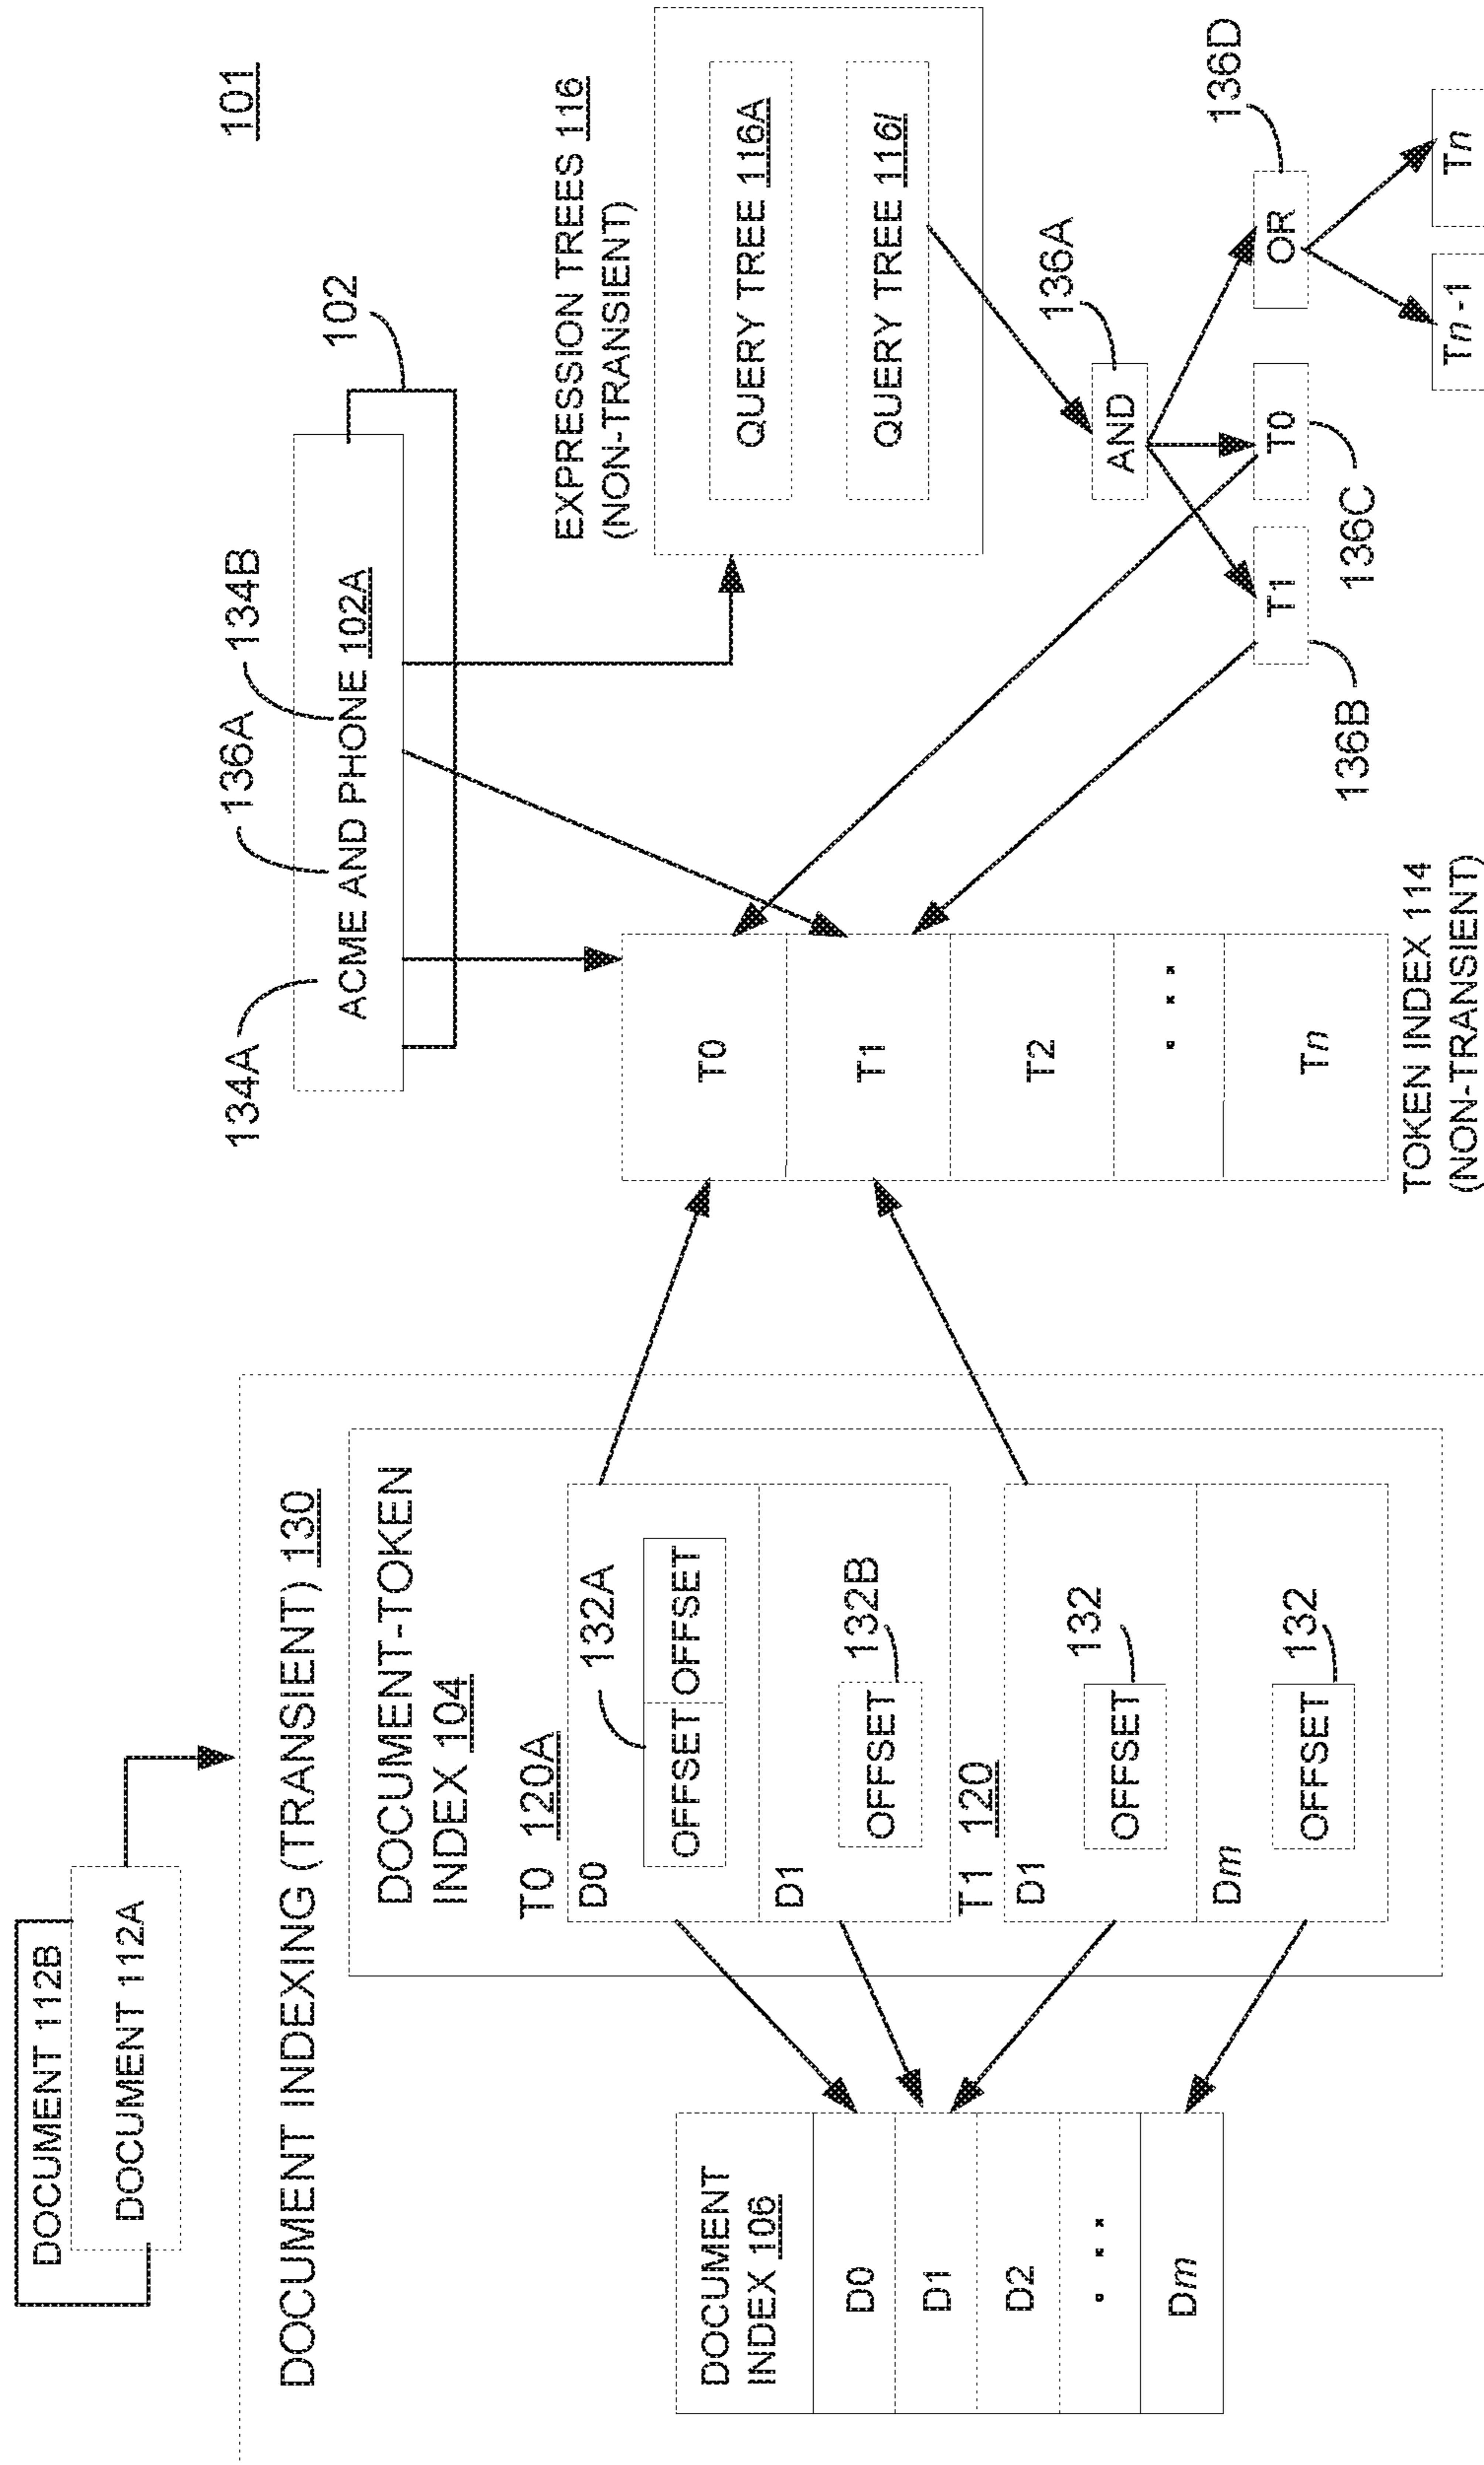 101
DOCUMENT 112B
DOCUMENT 112A
DOCUMENT INDEXING (TRANSIENT) 130
DOCUMENT-TOKEN
INDEX 104
T0 120A
D0
132A
OFFSET OFFSET
D1
132B
OFFSET
T1 120
D1
132
OFFSET
Dm
132
OFFSET
DOCUMENT
INDEX 106
D0
D1
D2
Dm
134A
136A
134B
102
ACME AND PHONE 102A
T0
T1
T2
Tn
TOKEN INDEX 114
(NON-TRANSIENT)
EXPRESSION TREES 116
(NON-TRANSIENT)
QUERY TREE 116A
QUERY TREE 116I
136A
AND
136D
T1
T0
OR
136B
136C
Tn-1
Tn